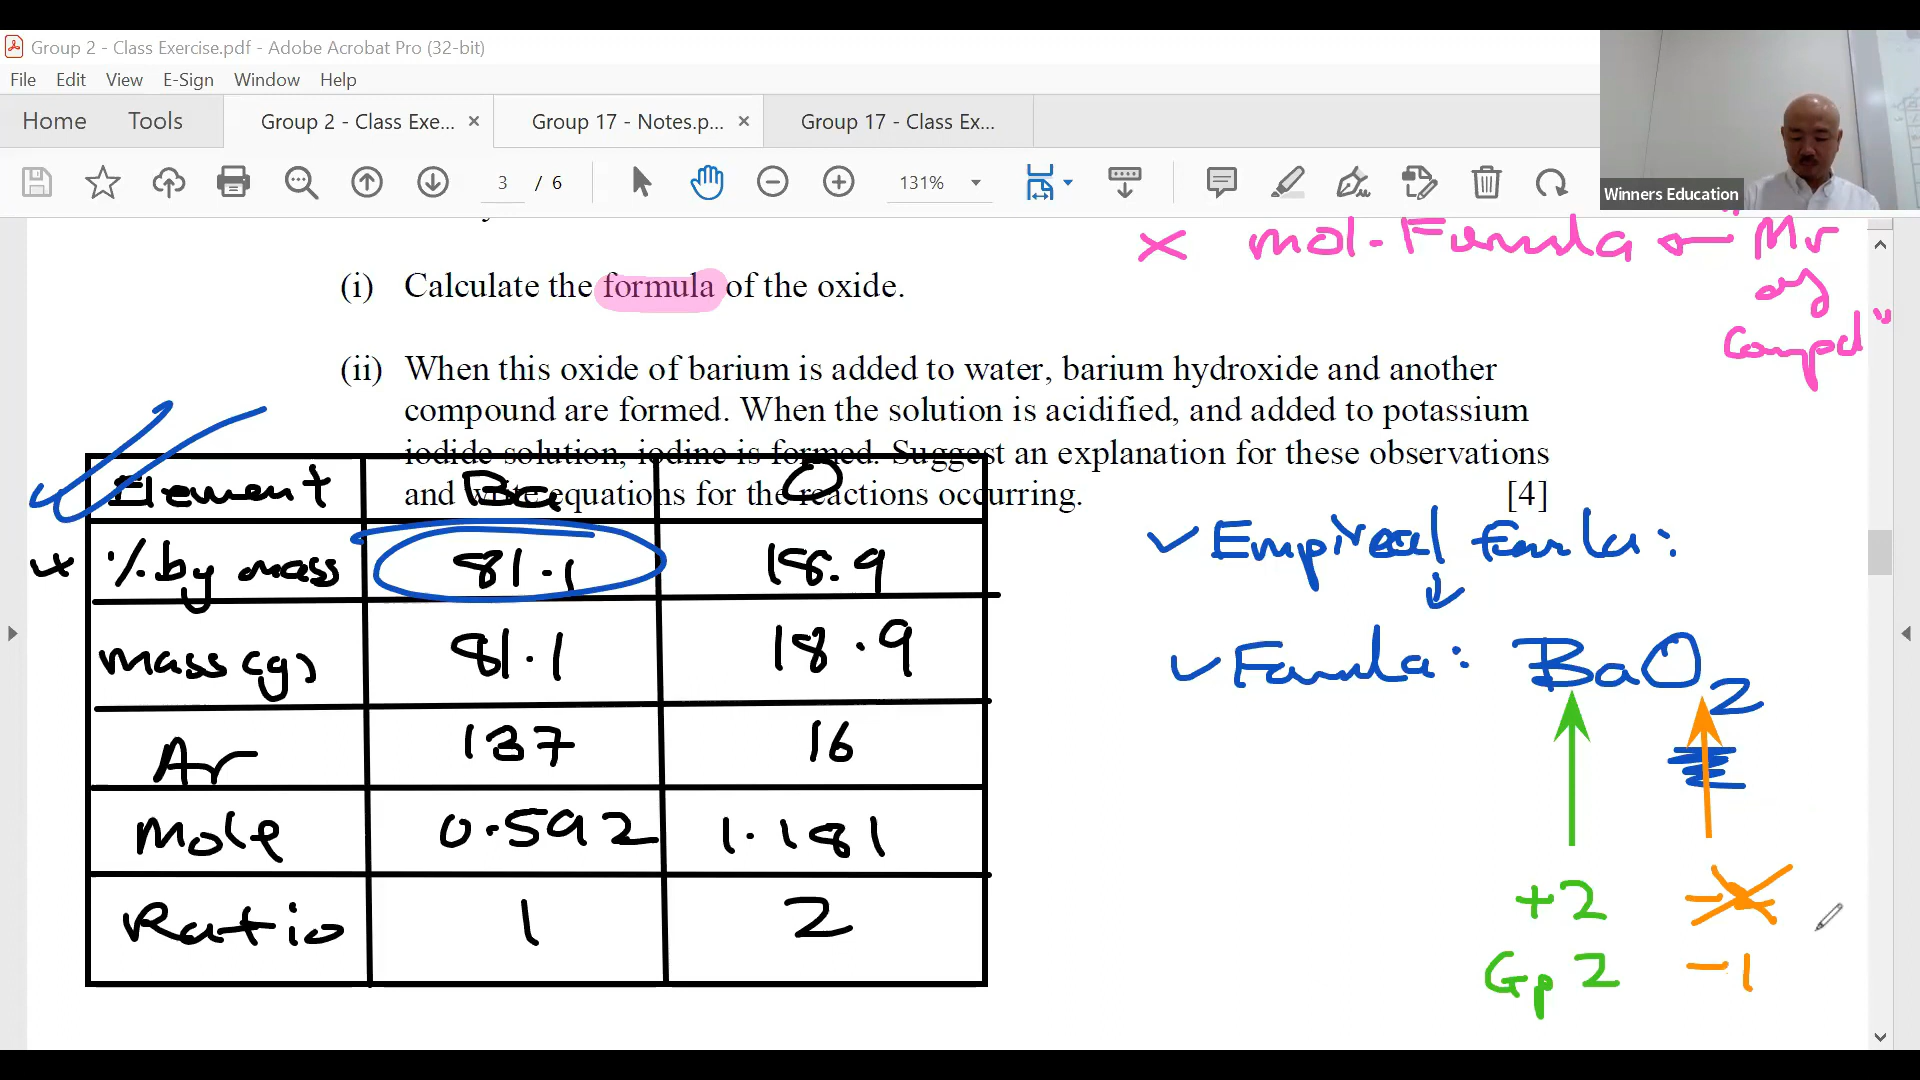 Group 2 - Class Exercise.pdf - Adobe Acrobat Pro (32-bit)
File Edit View E-Sign Window Help
Home Tools Group 2 - Class Exe... × Group 17 - Notes.p... × Group 17 - Class Ex...
3 / 6 131%
Winners Education
× mol. Formula ← Mr
of
compd"
(i) Calculate the formula of the oxide.
(ii) When this oxide of barium is added to water, barium hydroxide and another
compound are formed. When the solution is acidified, and added to potassium
iodide solution, iodine is formed. Suggest an explanation for these observations
and write equations for the reactions occurring. [4]
Element Ba O
% by mass 81.1 18.9
mass (g) 81.1 18.9
Ar 137 16
Mole 0.592 1.181
Ratio 1 2
✓ Empirical
↓
✓ BaO2
+2
Gp 2 -1